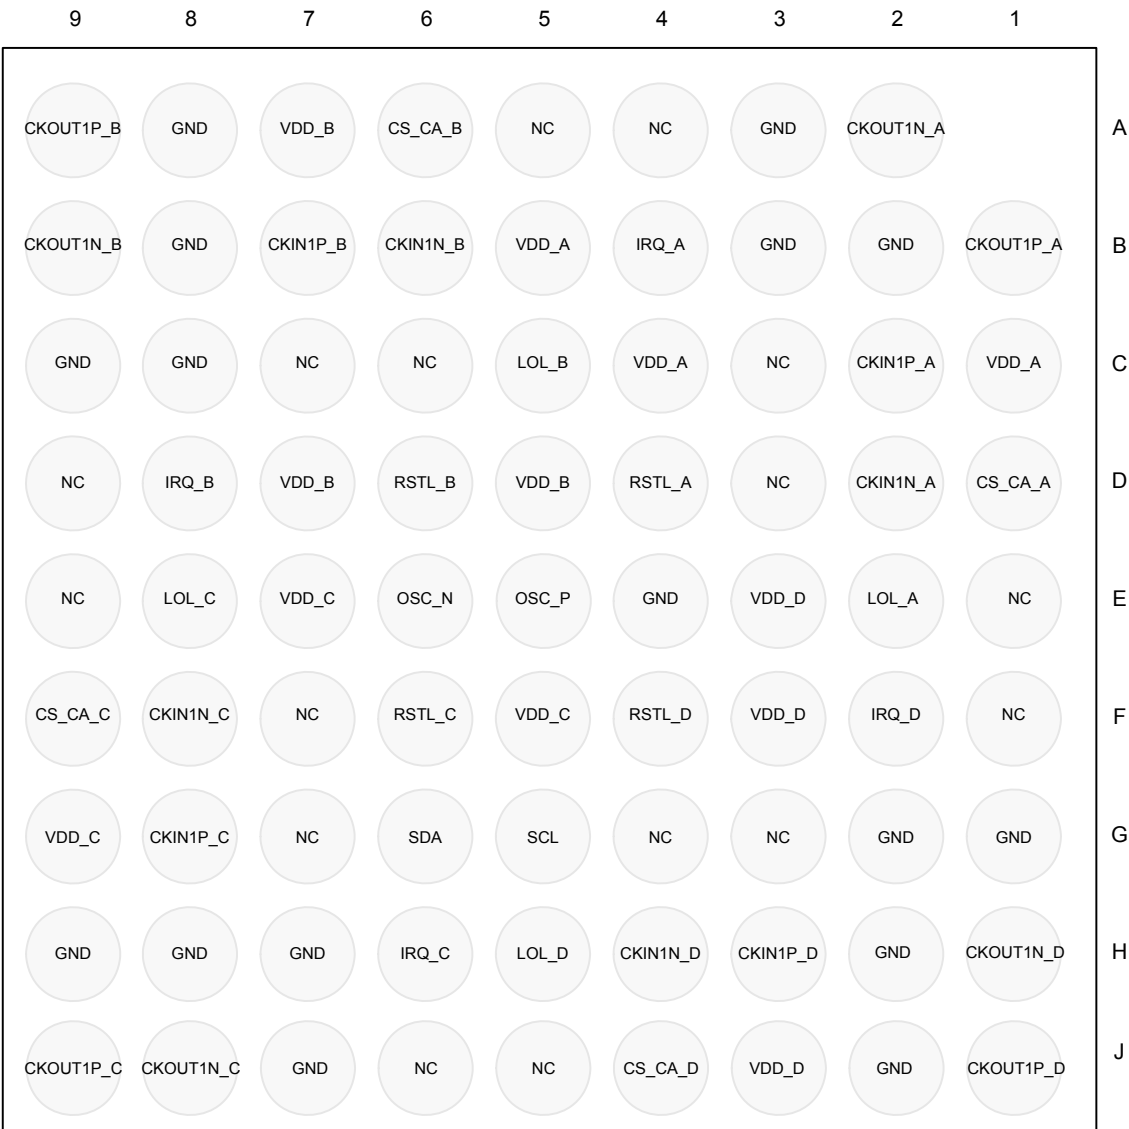 9 8 7 6 5 4 3 2 1
CKOUT1P_B GND VDD_B CS_CA_B NC NC GND CKOUT1N_A A
CKOUT1N_B GND CKIN1P_B CKIN1N_B VDD_A IRQ_A GND GND CKOUT1P_A B
GND GND NC NC LOL_B VDD_A NC CKIN1P_A VDD_A C
NC IRQ_B VDD_B RSTL_B VDD_B RSTL_A NC CKIN1N_A CS_CA_A D
NC LOL_C VDD_C OSC_N OSC_P GND VDD_D LOL_A NC E
CS_CA_C CKIN1N_C NC RSTL_C VDD_C RSTL_D VDD_D IRQ_D NC F
VDD_C CKIN1P_C NC SDA SCL NC NC GND GND G
GND GND GND IRQ_C LOL_D CKIN1N_D CKIN1P_D GND CKOUT1N_D H
CKOUT1P_C CKOUT1N_C GND NC NC CS_CA_D VDD_D GND CKOUT1P_D J